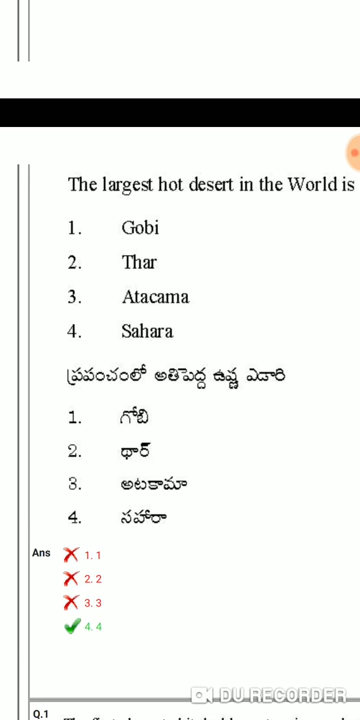 The largest hot desert in the World is
1. Gobi
2. Thar
3. Atacama
4. Sahara
ప్రపంచంలో అతిపెద్ద ఉష్ణ ఎడారి
1. గోబి
2. థార్
3. అటకామా
4. సహారా
Ans 1. 1
2. 2
3. 3
4. 4
DU RECORDER
Q.1